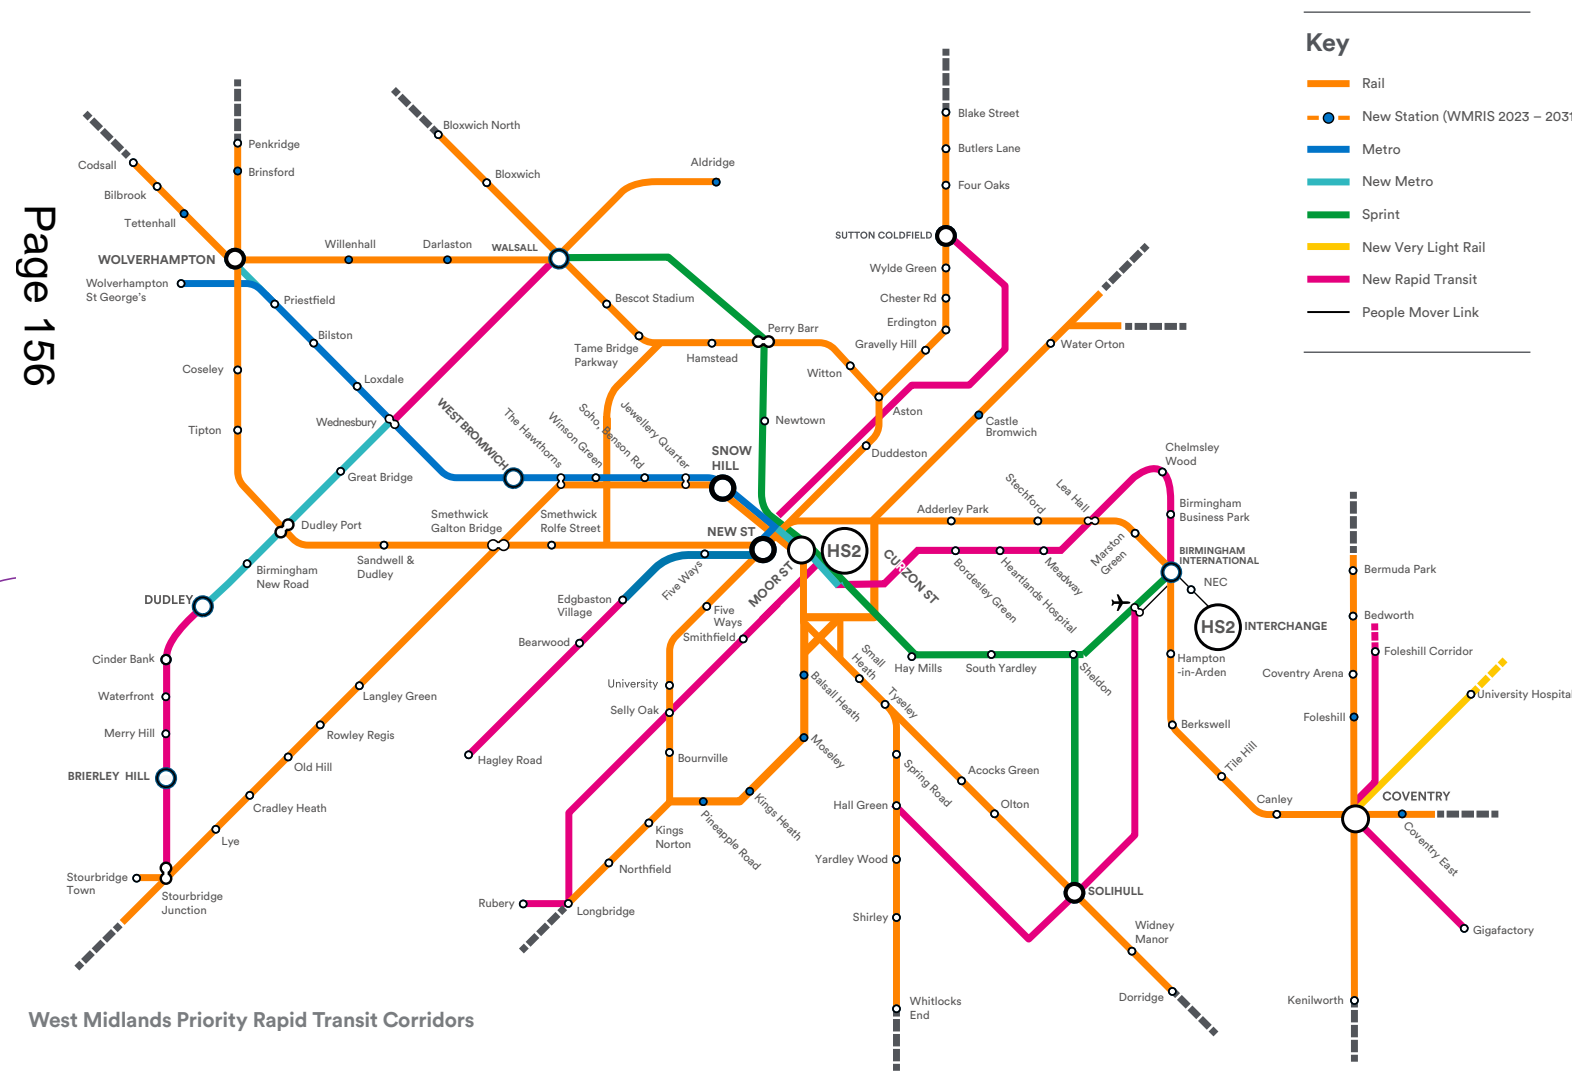 Key
Rail
New Station (WMRIS 2023 – 2031
Metro
New Metro
Sprint
New Very Light Rail
New Rapid Transit
People Mover Link
Page 156
Penkridge
Brinsford
Codsall
Bilbrook
Tettenhall
WOLVERHAMPTON
Wolverhampton
St George's
Willenhall
Darlaston
WALSALL
Bloxwich North
Bloxwich
Aldridge
Priestfield
Bilston
Loxdale
Wednesbury
Coseley
Tipton
Great Bridge
Dudley Port
Birmingham
New Road
DUDLEY
Cinder Bank
Waterfront
Merry Hill
BRIERLEY HILL
Stourbridge
Town
Stourbridge
Junction
Lye
Cradley Heath
Old Hill
Rowley Regis
Langley Green
Sandwell &
Dudley
Smethwick
Galton Bridge
Smethwick
Rolfe Street
WEST BROMWICH
The Hawthorns
Winson Green
Soho, Benson Rd
Jewellery Quarter
SNOW
HILL
NEW ST
MOOR ST
HS2
CURZON ST
Bescot Stadium
Tame Bridge
Parkway
Hamstead
Perry Barr
Witton
Newtown
Aston
Duddeston
Blake Street
Butlers Lane
Four Oaks
SUTTON COLDFIELD
Wylde Green
Chester Rd
Erdington
Gravelly Hill
Water Orton
Castle
Bromwich
Adderley Park
Stechford
Lea Hall
Marston
Green
Chelmsley
Wood
Birmingham
Business Park
BIRMINGHAM
INTERNATIONAL
NEC
HS2
INTERCHANGE
Bordesley Green
Heartlands Hospital
Meadway
Hampton
-in-Arden
Berkswell
Tile Hill
Canley
COVENTRY
Coventry East
Bermuda Park
Bedworth
Foleshill Corridor
Coventry Arena
Foleshill
University Hospital
Gigafactory
Kenilworth
Five Ways
Edgbaston
Village
Bearwood
Hagley Road
Five
Ways
Smithfield
University
Selly Oak
Bournville
Kings
Norton
Northfield
Longbridge
Rubery
Pineapple Road
Kings Heath
Moseley
Balsall Heath
Small
Heath
Tyseley
Hay Mills
South Yardley
Sheldon
Spring Road
Hall Green
Yardley Wood
Shirley
Whitlocks
End
Acocks Green
Olton
SOLIHULL
Widney
Manor
Dorridge
West Midlands Priority Rapid Transit Corridors